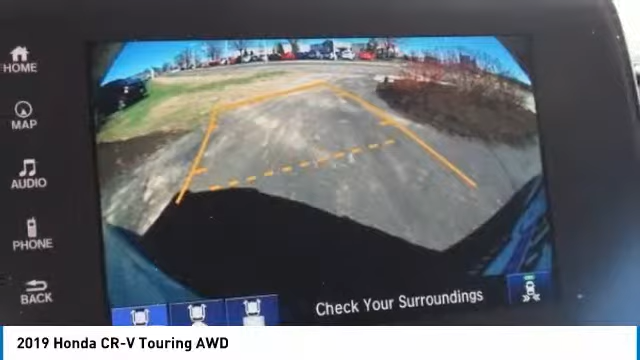 HOME
MAP
AUDIO
PHONE
BACK
Check Your Surroundings
2019 Honda CR-V Touring AWD